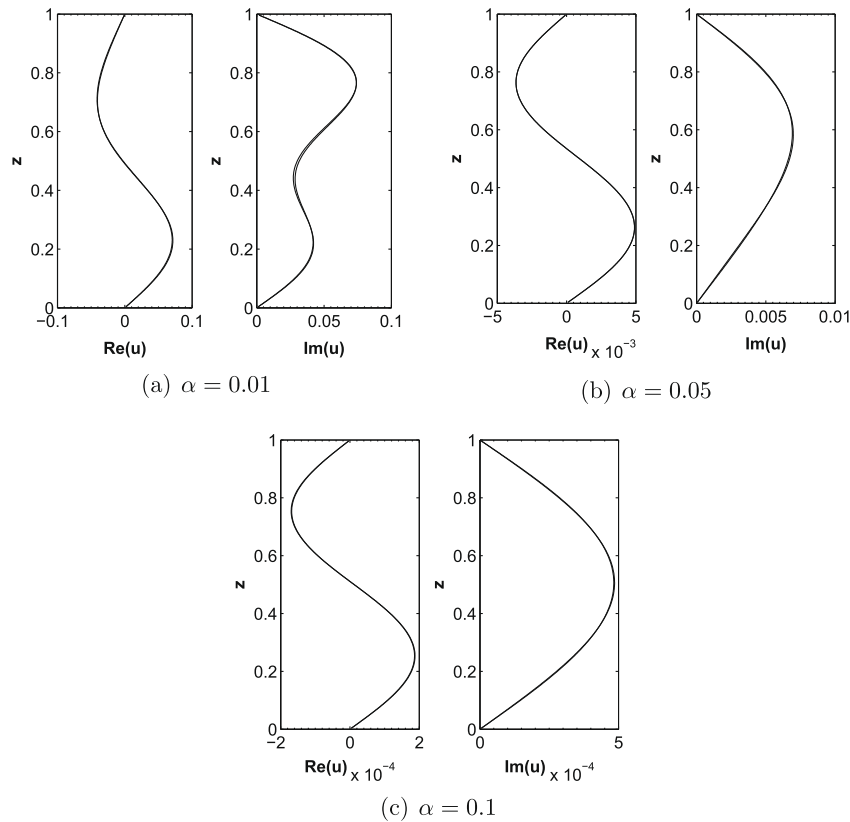 1
1
1
1
0.8
0.8
0.8
0.8
0.6
0.6
0.6
0.6
z
z
z
z
0.4
0.4
0.4
0.4
0.2
0.2
0.2
0.2
0
0
0
0
−0.1 0 0.1
0 0.05 0.1
−5 0 5
0 0.005 0.01
Re(u)
Im(u)
Re(u) x 10⁻³
Im(u)
(a) α = 0.01
(b) α = 0.05
1
1
0.8
0.8
0.6
0.6
z
z
0.4
0.4
0.2
0.2
0
0
−2 0 2
0 5
Re(u) x 10⁻⁴
Im(u) x 10⁻⁴
(c) α = 0.1